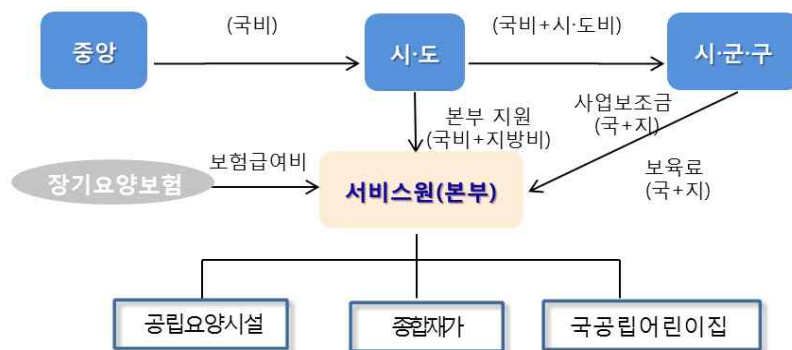 (국비)
(국비+시·도비)
중앙
시·도
시·군·구
본부 지원
(국비+지방비)
사업보조금
(국+지)
보험급여비
장기요양보험
서비스원(본부)
보육료
(국+지)
공립요양시설
종합재가
국공립어린이집